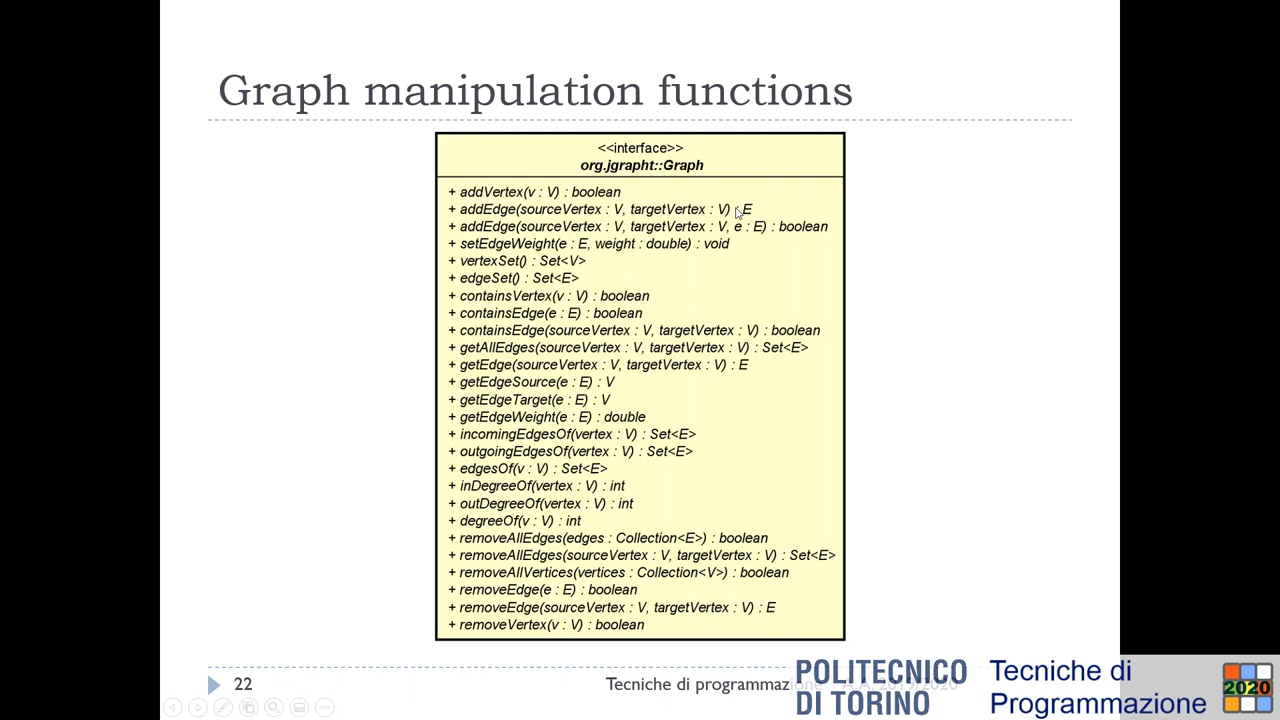 Graph manipulation functions
<<interface>>
org.jgrapht::Graph
+ addVertex(v : V) : boolean
+ addEdge(sourceVertex : V, targetVertex : V) : E
+ addEdge(sourceVertex : V, targetVertex : V, e : E) : boolean
+ setEdgeWeight(e : E, weight : double) : void
+ vertexSet() : Set<V>
+ edgeSet() : Set<E>
+ containsVertex(v : V) : boolean
+ containsEdge(e : E) : boolean
+ containsEdge(sourceVertex : V, targetVertex : V) : boolean
+ getAllEdges(sourceVertex : V, targetVertex : V) : Set<E>
+ getEdge(sourceVertex : V, targetVertex : V) : E
+ getEdgeSource(e : E) : V
+ getEdgeTarget(e : E) : V
+ getEdgeWeight(e : E) : double
+ incomingEdgesOf(vertex : V) : Set<E>
+ outgoingEdgesOf(vertex : V) : Set<E>
+ edgesOf(v : V) : Set<E>
+ inDegreeOf(vertex : V) : int
+ outDegreeOf(vertex : V) : int
+ degreeOf(v : V) : int
+ removeAllEdges(edges : Collection<E>) : boolean
+ removeAllEdges(sourceVertex : V, targetVertex : V) : Set<E>
+ removeAllVertices(vertices : Collection<V>) : boolean
+ removeEdge(e : E) : boolean
+ removeEdge(sourceVertex : V, targetVertex : V) : E
+ removeVertex(v : V) : boolean
22
Tecniche di programmazione A.A. 2019/2020
POLITECNICO
DI TORINO
Tecniche di
Programmazione
2020